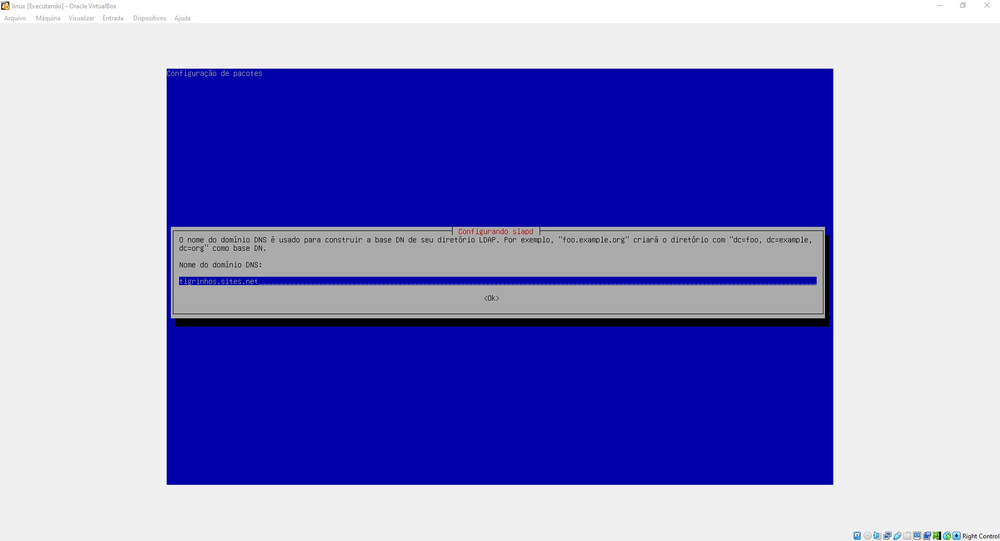 linux [Executando] - Oracle VirtualBox
Arquivo Máquina Visualizar Entrada Dispositivos Ajuda
Configuração de pacotes
Configurando slapd
O nome do domínio DNS é usado para construir a base DN de seu diretório LDAP. Por exemplo, "foo.example.org" criará o diretório com "dc=foo, dc=example,
dc=org" como base DN.
Nome do domínio DNS:
tigrinhos.sites.net
<Ok>
Right Control